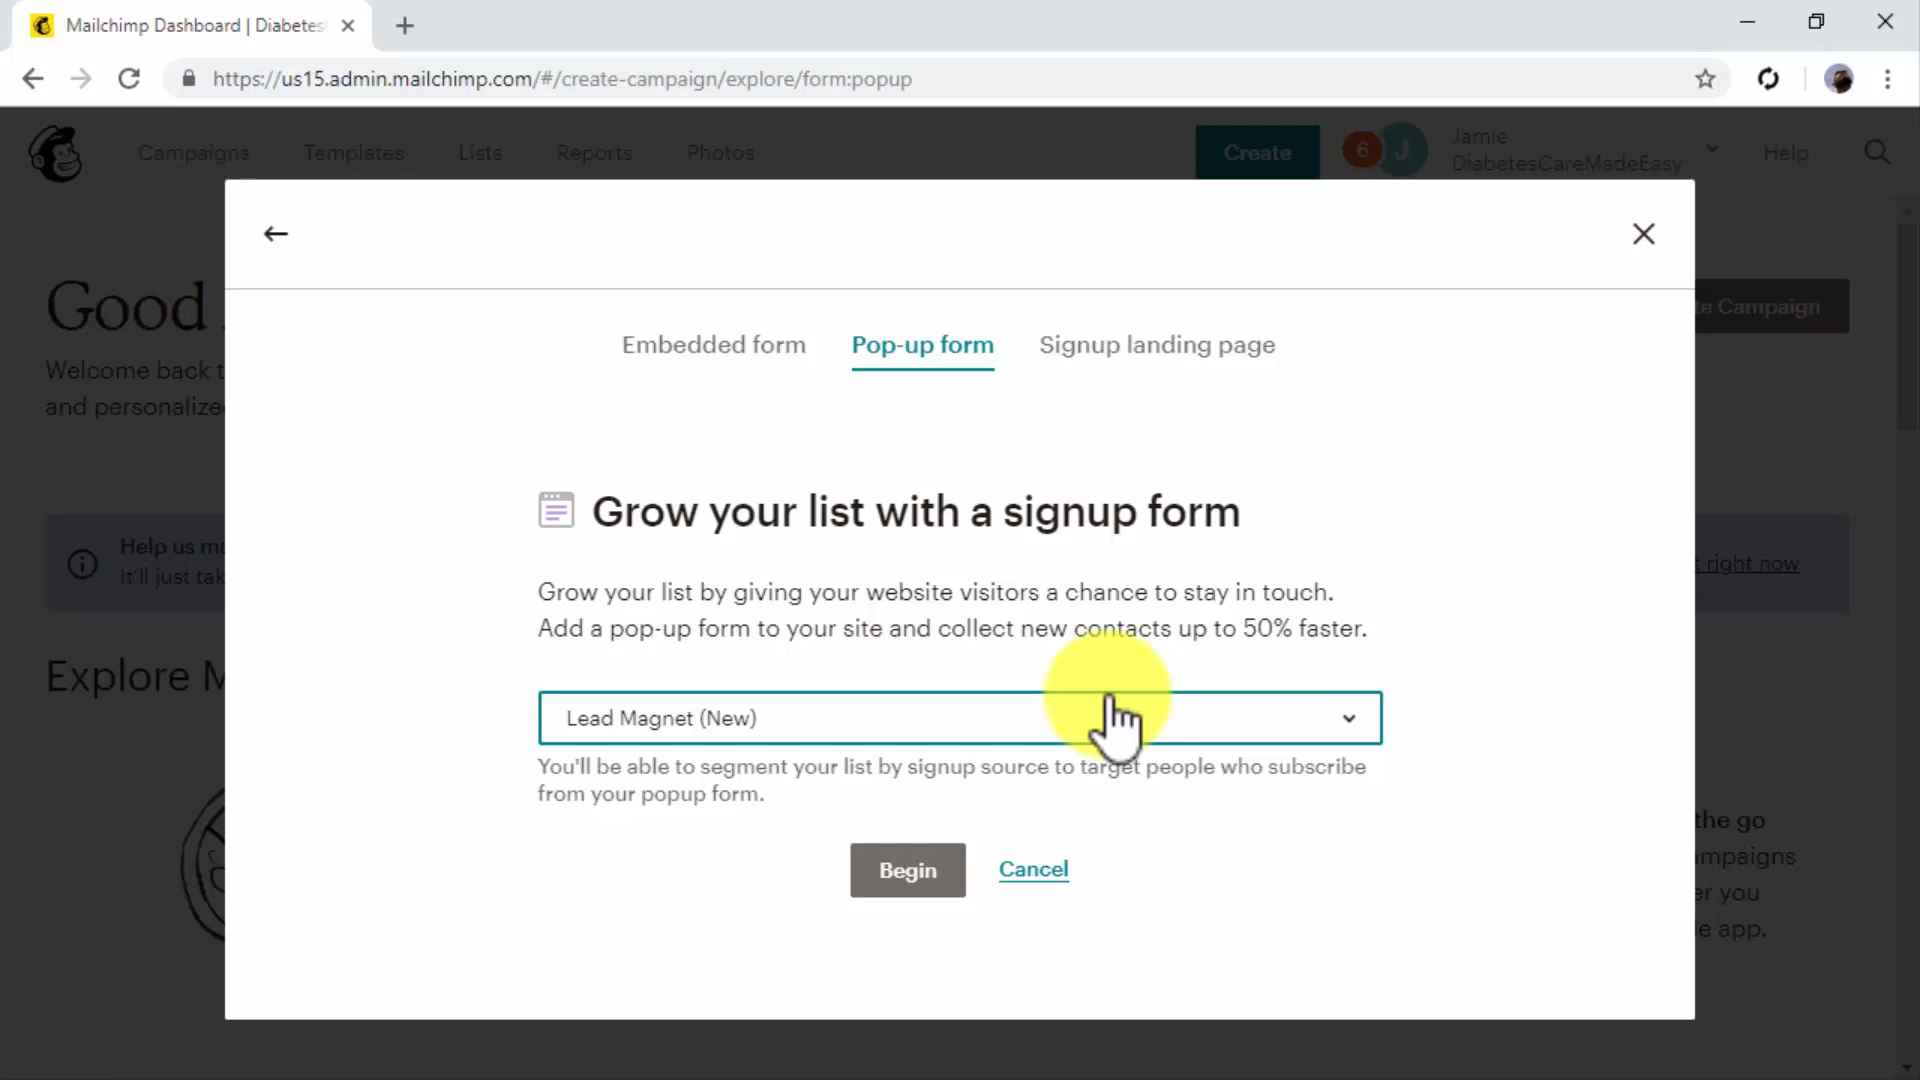 Mailchimp Dashboard | Diabetes
https://us15.admin.mailchimp.com/#/create-campaign/explore/form:popup
Campaigns Templates Lists Reports Photos Create 6 J Jamie DiabetesCareMadeEasy Help
Good
Campaign
Welcome back
and personalize
Embedded form Pop-up form Signup landing page
Grow your list with a signup form
Help us
It'll just
right now
Grow your list by giving your website visitors a chance to stay in touch.
Add a pop-up form to your site and collect new contacts up to 50% faster.
Explore
Lead Magnet (New)
You'll be able to segment your list by signup source to target people who subscribe
from your popup form.
the go
you
app.
Begin Cancel